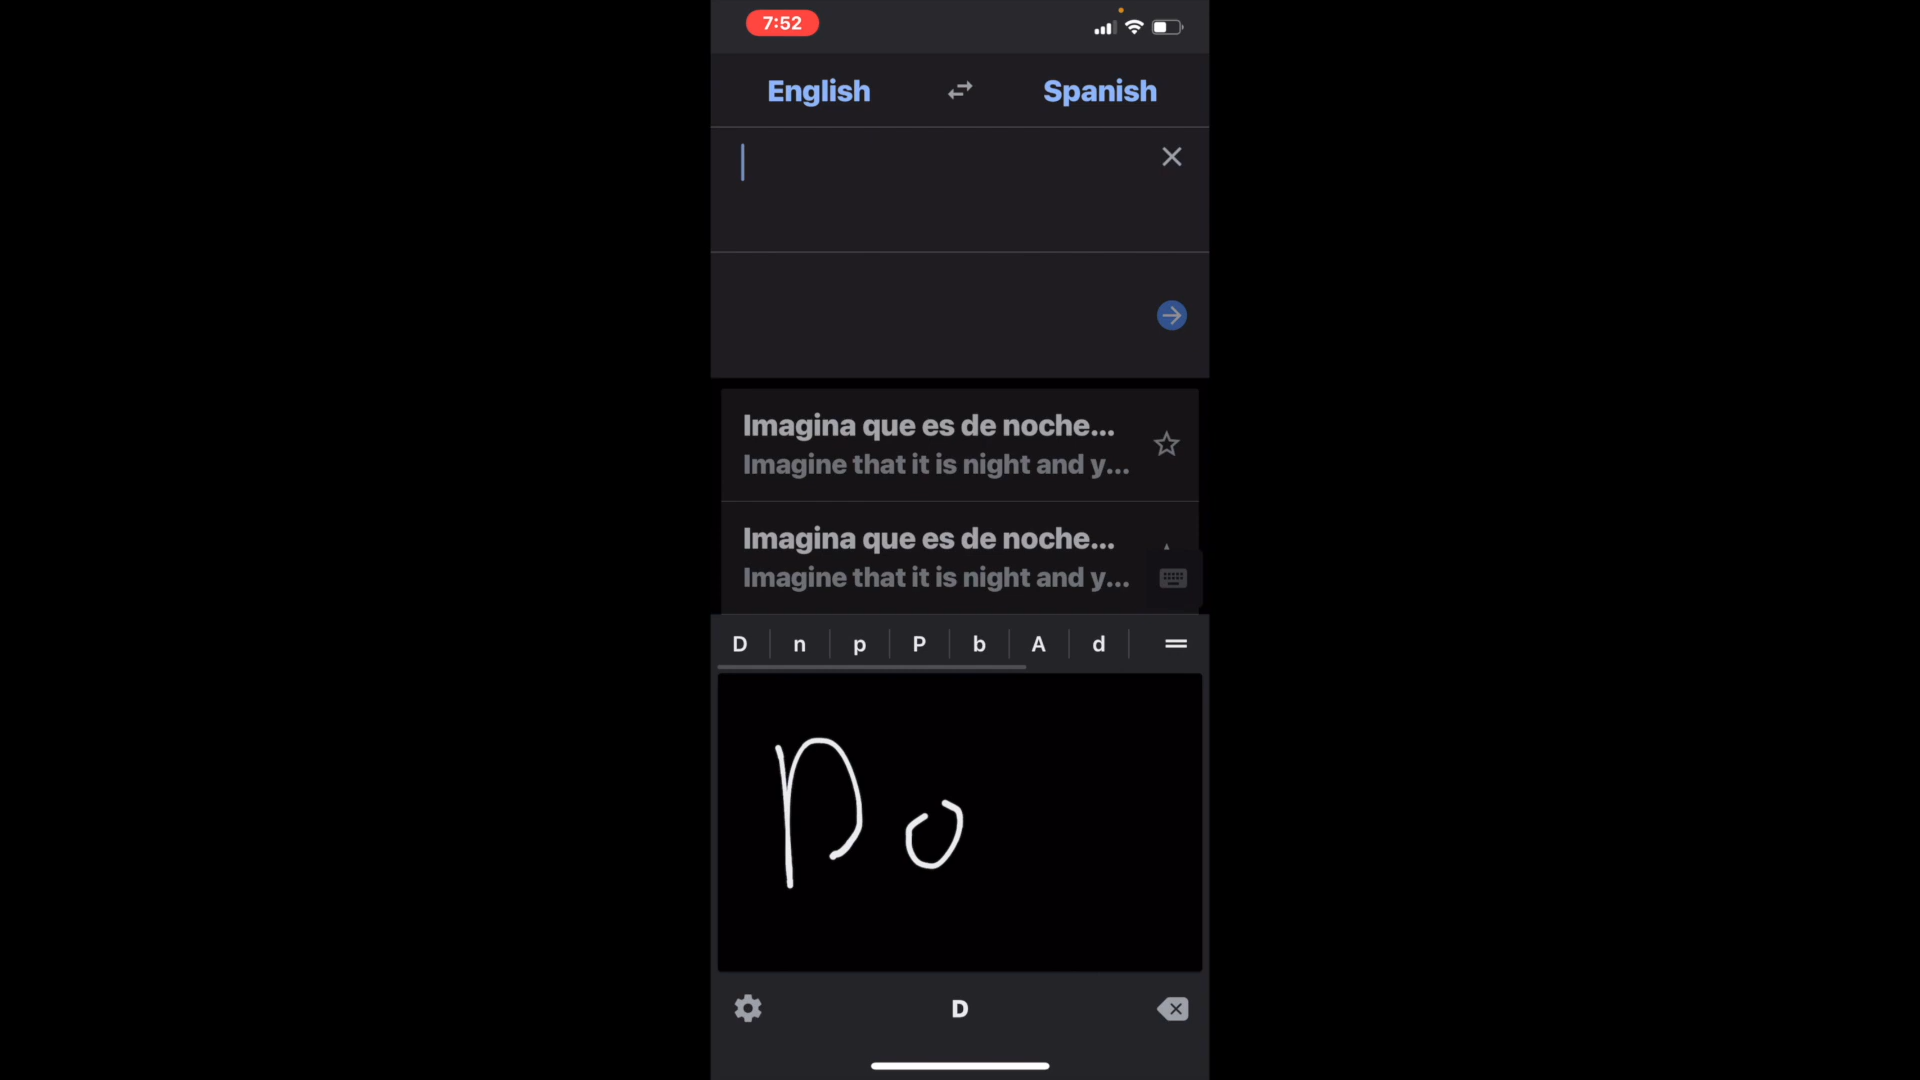 7:52
English Spanish
Imagina que es de noche...
Imagine that it is night and y...
Imagina que es de noche...
Imagine that it is night and y...
D n p P b A d
Do
D